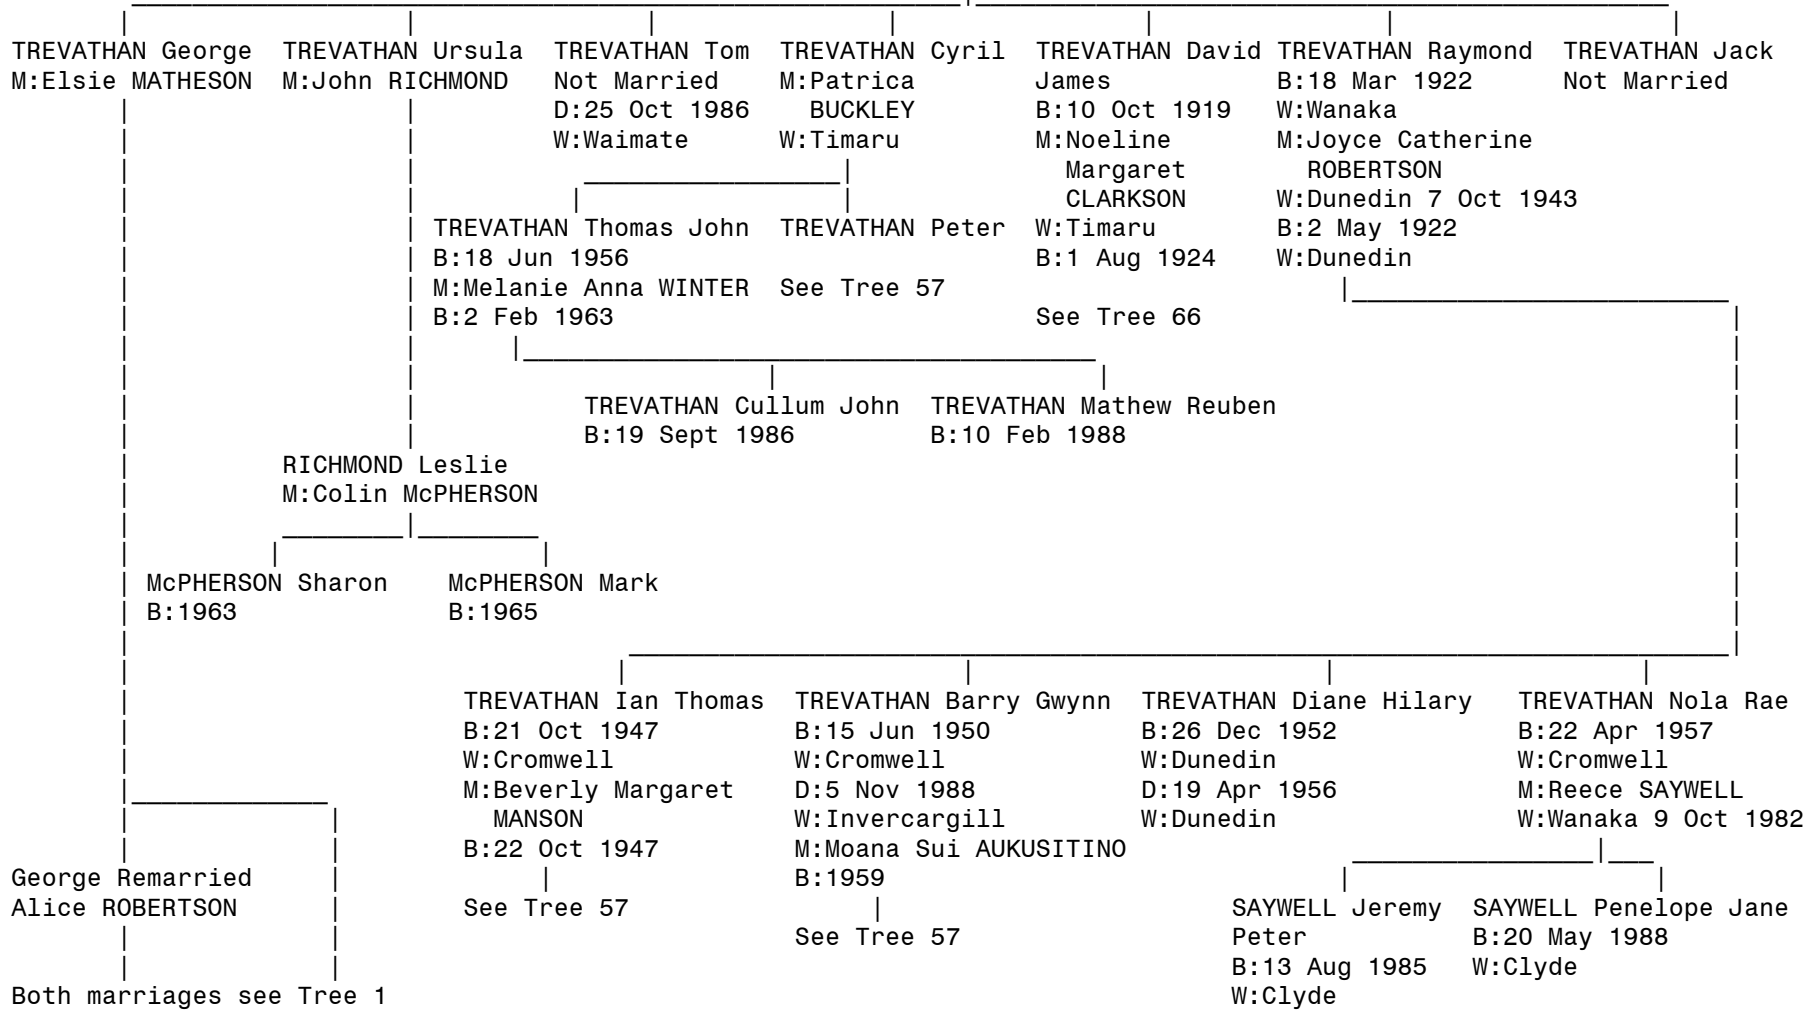 TREVATHAN George TREVATHAN Ursula TREVATHAN Tom TREVATHAN Cyril TREVATHAN David TREVATHAN Raymond TREVATHAN Jack
M:Elsie MATHESON M:John RICHMOND Not Married M:Patrica James B:18 Mar 1922 Not Married
D:25 Oct 1986 BUCKLEY B:10 Oct 1919 W:Wanaka
W:Waimate W:Timaru M:Noeline M:Joyce Catherine
Margaret ROBERTSON
CLARKSON W:Dunedin 7 Oct 1943
TREVATHAN Thomas John TREVATHAN Peter W:Timaru B:2 May 1922
B:18 Jun 1956 B:1 Aug 1924 W:Dunedin
M:Melanie Anna WINTER See Tree 57
B:2 Feb 1963 See Tree 66
TREVATHAN Cullum John TREVATHAN Mathew Reuben
B:19 Sept 1986 B:10 Feb 1988
RICHMOND Leslie
M:Colin McPHERSON
McPHERSON Sharon McPHERSON Mark
B:1963 B:1965
TREVATHAN Ian Thomas TREVATHAN Barry Gwynn TREVATHAN Diane Hilary TREVATHAN Nola Rae
B:21 Oct 1947 B:15 Jun 1950 B:26 Dec 1952 B:22 Apr 1957
W:Cromwell W:Cromwell W:Dunedin W:Cromwell
M:Beverly Margaret D:5 Nov 1988 D:19 Apr 1956 M:Reece SAYWELL
MANSON W:Invercargill W:Dunedin W:Wanaka 9 Oct 1982
B:22 Oct 1947 M:Moana Sui AUKUSITINO
George Remarried B:1959
Alice ROBERTSON See Tree 57 SAYWELL Jeremy SAYWELL Penelope Jane
See Tree 57 Peter B:20 May 1988
B:13 Aug 1985 W:Clyde
Both marriages see Tree 1 W:Clyde